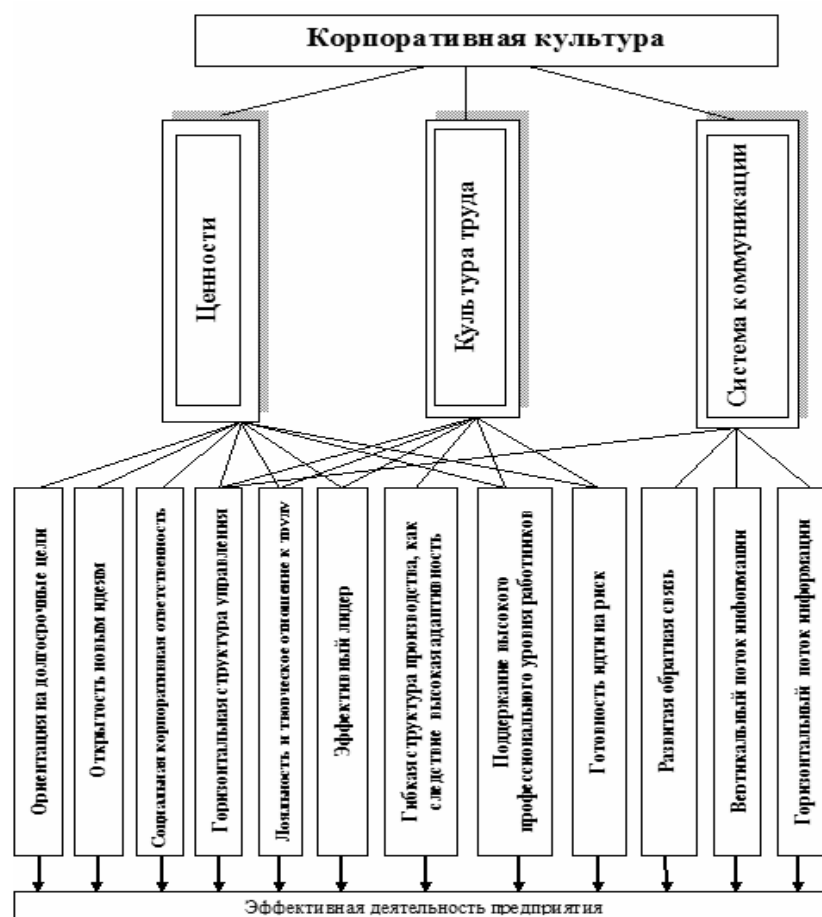 Корпоративная культура
Ценности
Культура труда
Система коммуникации
Ориентация на долгосрочные цели
Открытость новым идеям
Социальная корпоративная ответственность
Горизонтальная структура управления
Лояльность и творческое отношение к труду
Эффективный лидер
Гибкая структура производства, как
следствие высокая адаптивность
Поддержание высокого
профессионального уровня работников
Готовность идти на риск
Развитая обратная связь
Вертикальный поток информации
Горизонтальный поток информации
Эффективная деятельность предприятия